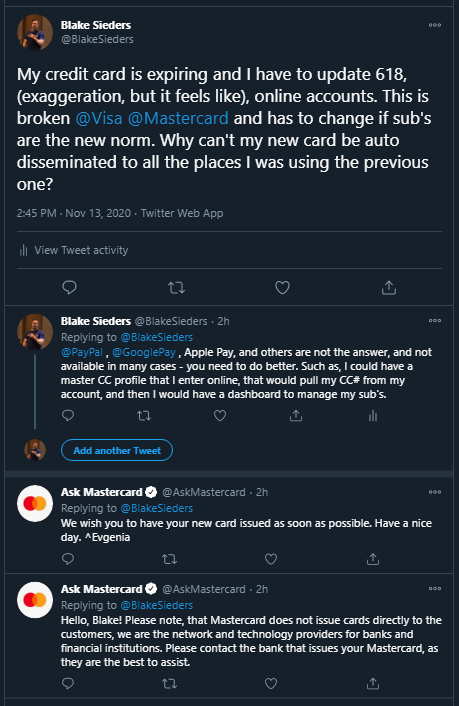 Blake Sieders
@BlakeSieders
My credit card is expiring and I have to update 618,
(exaggeration, but it feels like), online accounts. This is
broken @Visa @Mastercard and has to change if sub's
are the new norm. Why can't my new card be auto
disseminated to all the places I was using the previous
one?
2:45 PM · Nov 13, 2020 · Twitter Web App
View Tweet activity
Blake Sieders @BlakeSieders · 2h
Replying to @BlakeSieders
@PayPal , @GooglePay , Apple Pay, and others are not the answer, and not
available in many cases - you need to do better. Such as, I could have a
master CC profile that I enter online, that would pull my CC# from my
account, and then I would have a dashboard to manage my sub's.
Add another Tweet
Ask Mastercard @AskMastercard · 2h
Replying to @BlakeSieders
We wish you to have your new card issued as soon as possible. Have a nice
day. ^Evgenia
Ask Mastercard @AskMastercard · 2h
Replying to @BlakeSieders
Hello, Blake! Please note, that Mastercard does not issue cards directly to the
customers, we are the network and technology providers for banks and
financial institutions. Please contact the bank that issues your Mastercard, as
they are the best to assist.